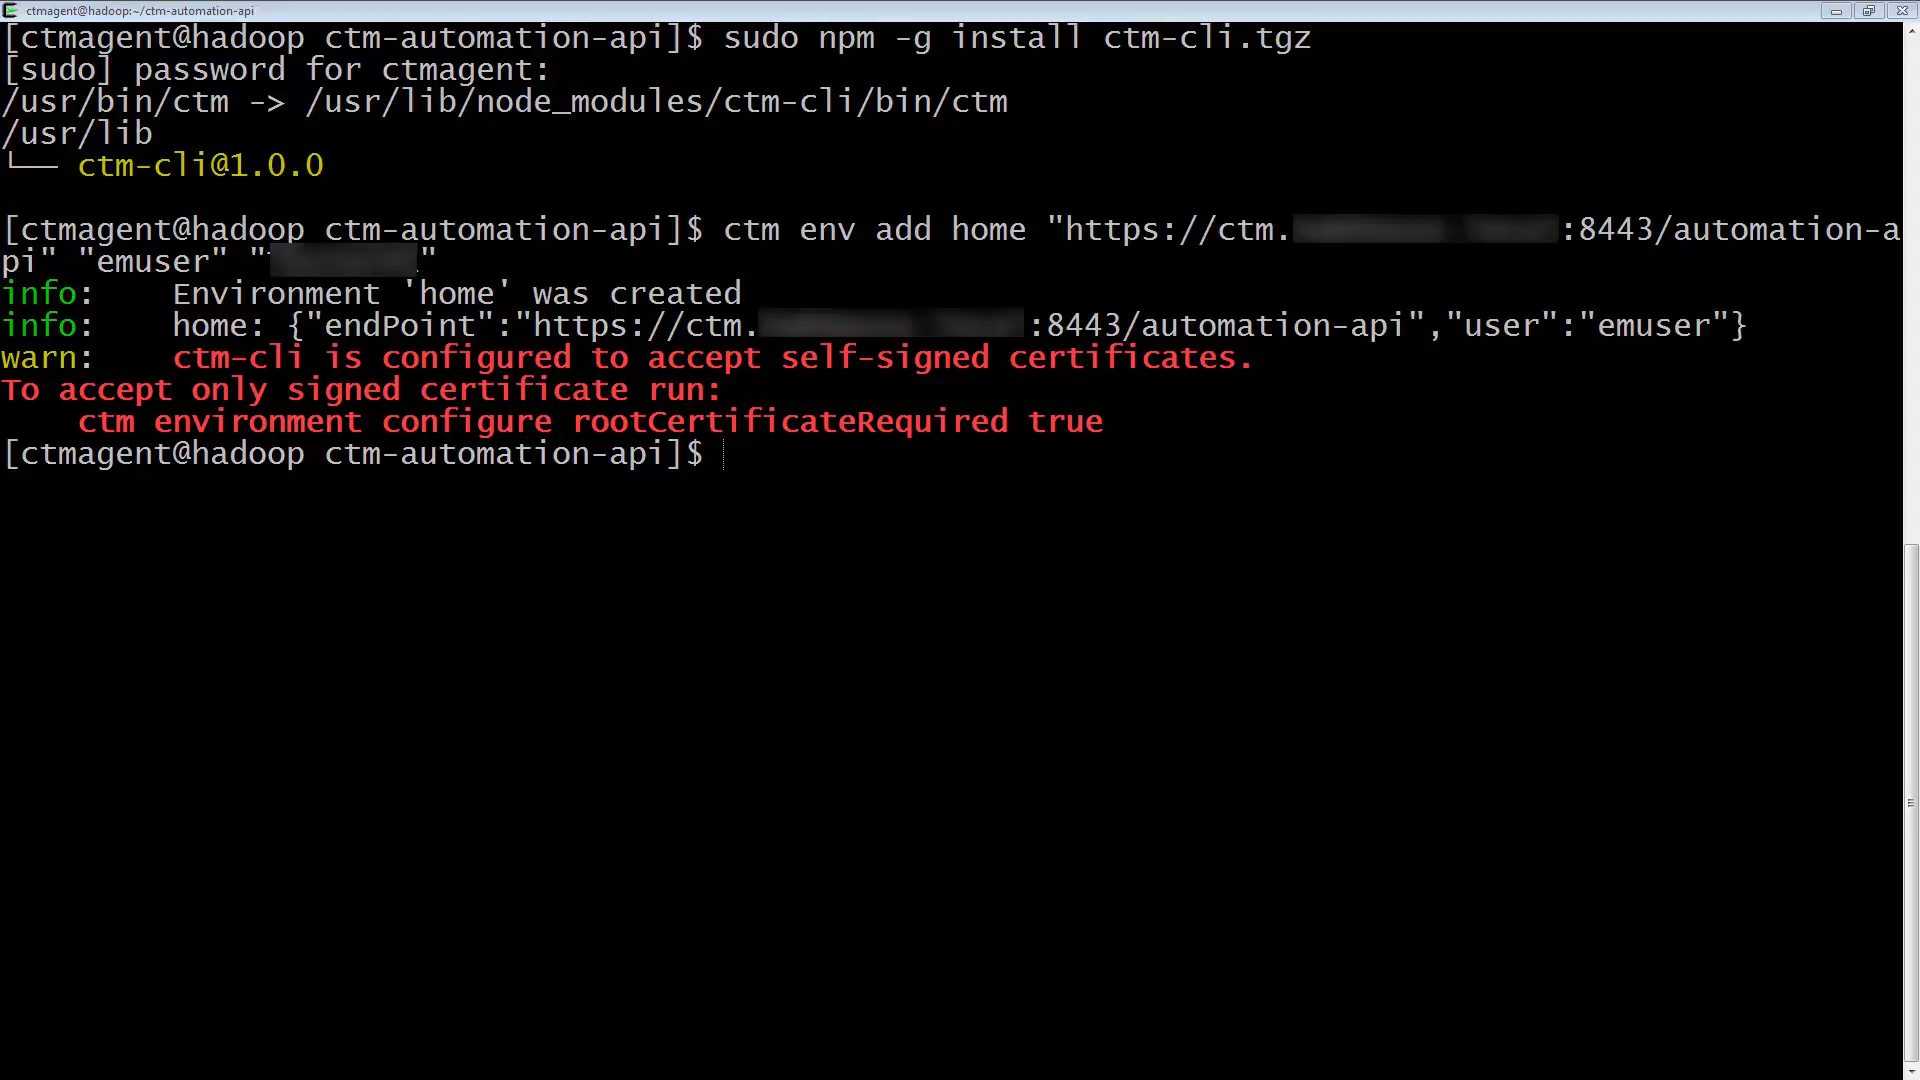 ctmagent@hadoop:~/ctm-automation-api
[ctmagent@hadoop ctm-automation-api]$ sudo npm -g install ctm-cli.tgz
[sudo] password for ctmagent:
/usr/bin/ctm -> /usr/lib/node_modules/ctm-cli/bin/ctm
/usr/lib
└── ctm-cli@1.0.0
[ctmagent@hadoop ctm-automation-api]$ ctm env add home "https://ctm. :8443/automation-a
pi" "emuser" " "
info:    Environment 'home' was created
info:    home: {"endPoint":"https://ctm. :8443/automation-api","user":"emuser"}
warn:    ctm-cli is configured to accept self-signed certificates.
To accept only signed certificate run:
    ctm environment configure rootCertificateRequired true
[ctmagent@hadoop ctm-automation-api]$